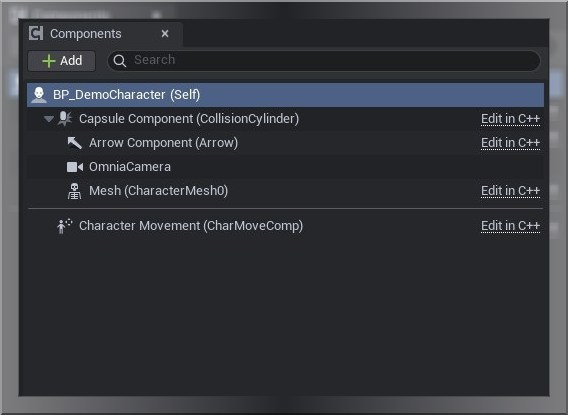 Components
Add
Search
BP_DemoCharacter (Self)
Capsule Component (CollisionCylinder) Edit in C++
Arrow Component (Arrow) Edit in C++
OmniaCamera
Mesh (CharacterMesh0) Edit in C++
Character Movement (CharMoveComp) Edit in C++